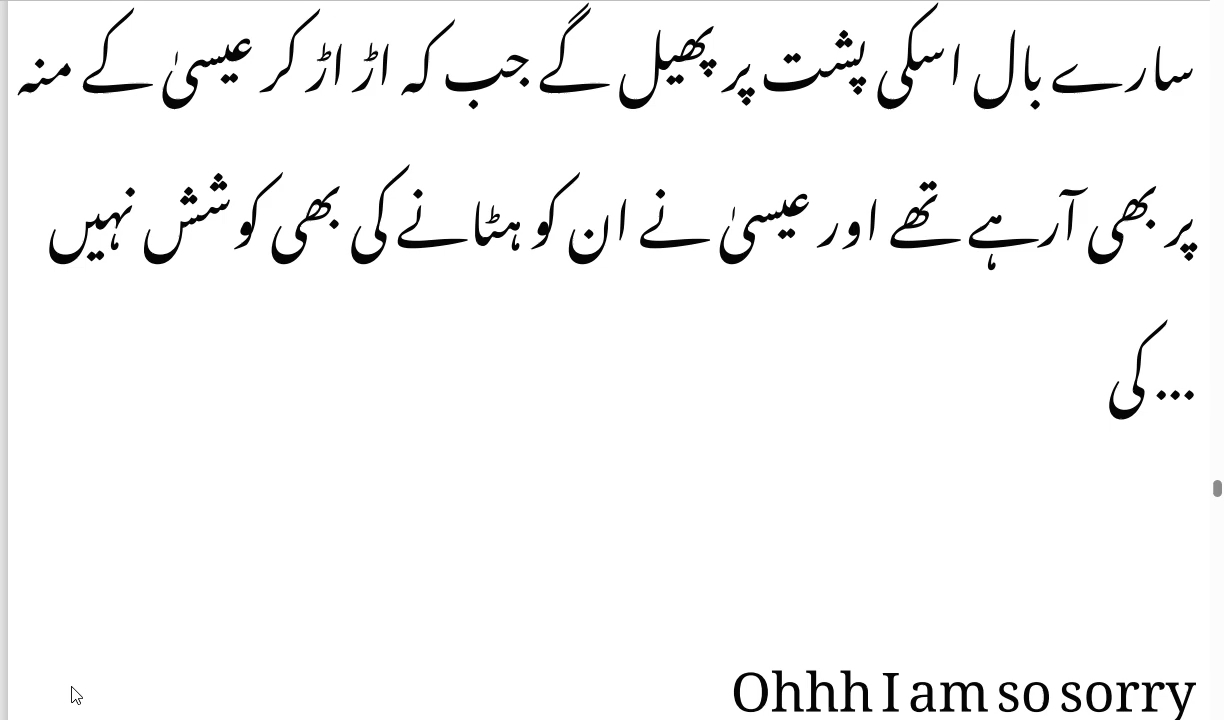 سارے بال اسکی پشت پر پھیل گے جب کہ اڑ اڑ کر عیسیٰ کے منہ
پر بھی آرہے تھے اور عیسیٰ نے ان کو ہٹانے کی بھی کوشش نہیں
... کی
Ohhh I am so sorry